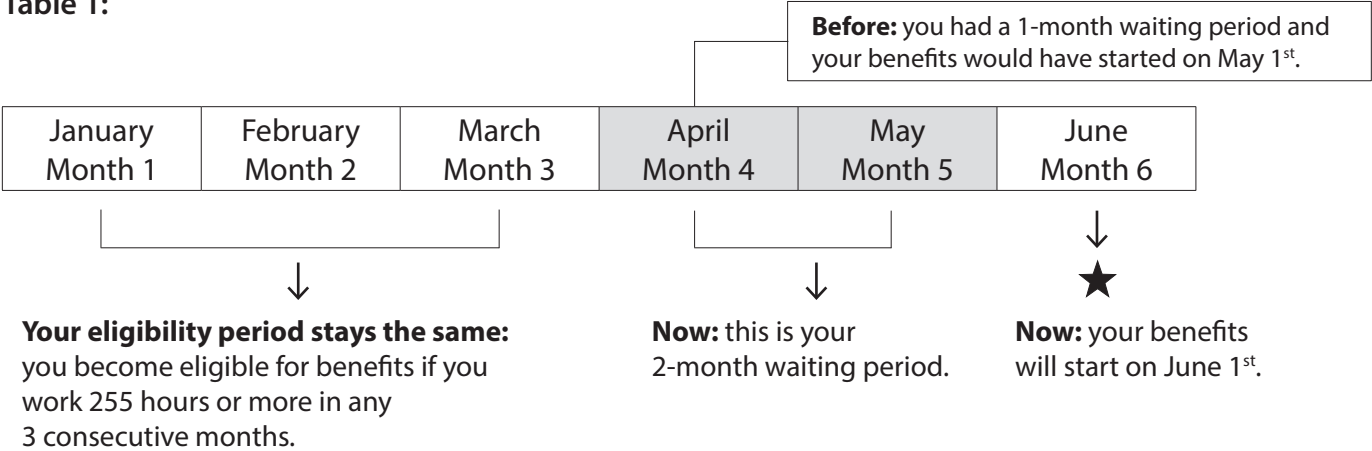 Table 1:
Before: you had a 1-month waiting period and
your benefits would have started on May 1st.
January
Month 1
February
Month 2
March
Month 3
April
Month 4
May
Month 5
June
Month 6
Your eligibility period stays the same:
you become eligible for benefits if you
work 255 hours or more in any
3 consecutive months.
Now: this is your
2-month waiting period.
Now: your benefits
will start on June 1st.